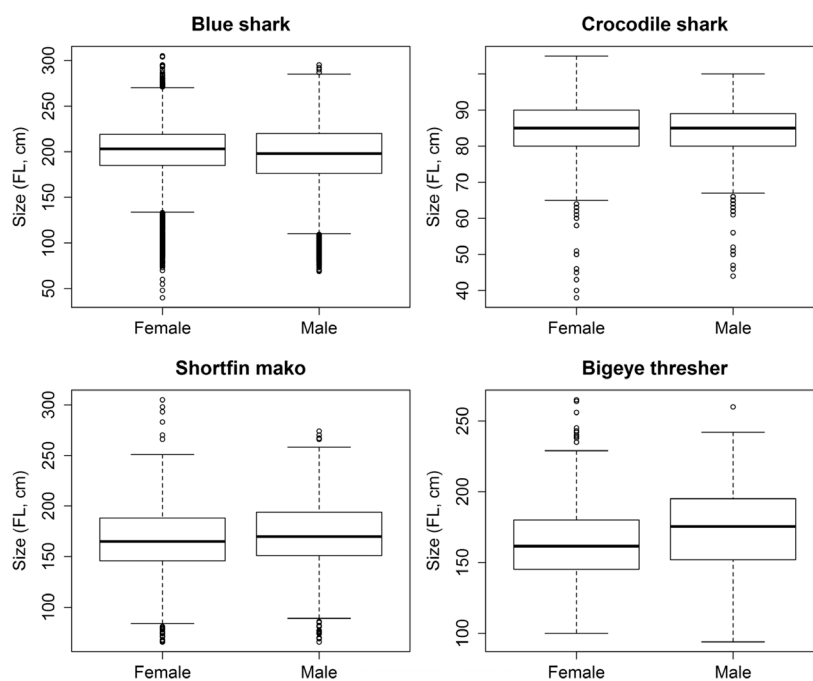 Blue shark
Size (FL, cm)
50
100
150
200
250
300
Female
Male
Crocodile shark
Size (FL, cm)
40
50
60
70
80
90
Female
Male
Shortfin mako
Size (FL, cm)
100
150
200
250
300
Female
Male
Bigeye thresher
Size (FL, cm)
100
150
200
250
Female
Male